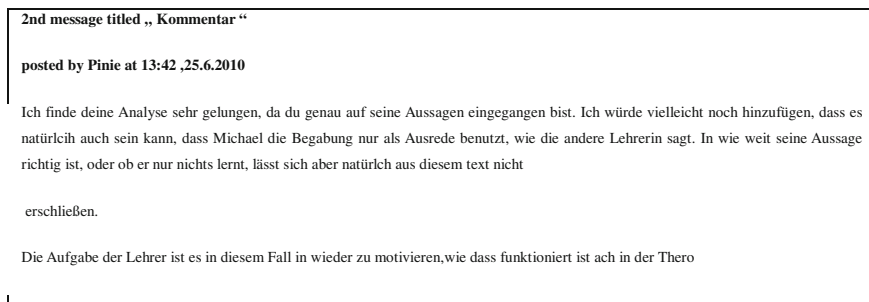 2nd message titled „ Kommentar “
posted by Pinie at 13:42 ,25.6.2010
Ich finde deine Analyse sehr gelungen, da du genau auf seine Aussagen eingegangen bist. Ich würde vielleicht noch hinzufügen, dass es
natürlcih auch sein kann, dass Michael die Begabung nur als Ausrede benutzt, wie die andere Lehrerin sagt. In wie weit seine Aussage
richtig ist, oder ob er nur nichts lernt, lässt sich aber natürlch aus diesem text nicht
erschließen.
Die Aufgabe der Lehrer ist es in diesem Fall in wieder zu motivieren,wie dass funktioniert ist ach in der Thero